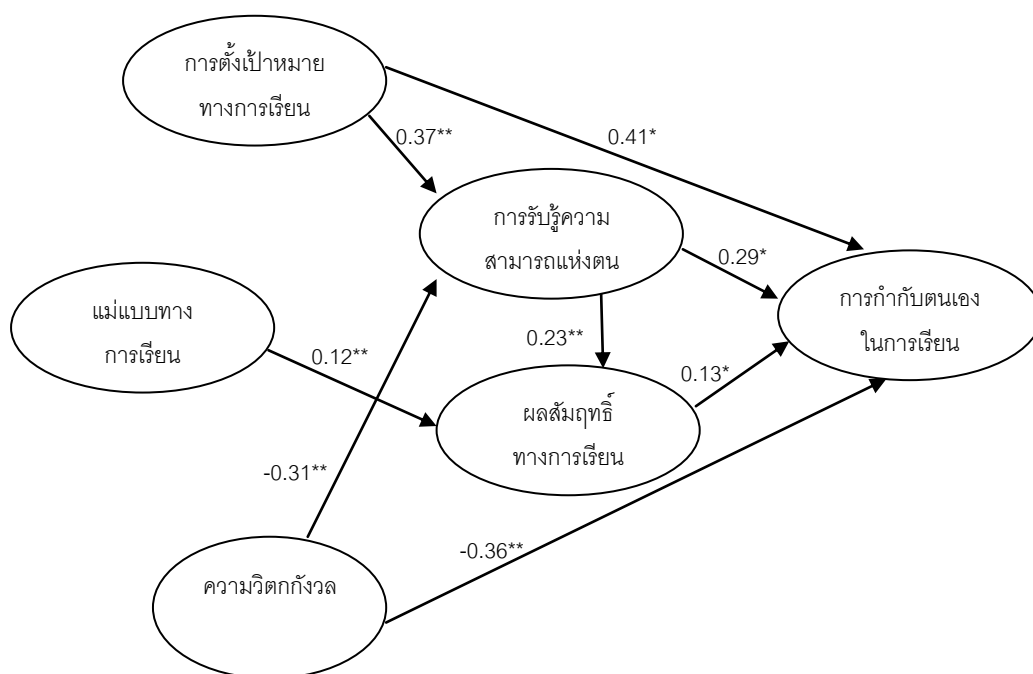 การตั้งเป้าหมาย
ทางการเรียน
0.37**
0.41*
การรับรู้ความ
สามารถแห่งตน
0.29*
แม่แบบทาง
การเรียน
การกำกับตนเอง
ในการเรียน
0.12**
0.23**
0.13*
ผลสัมฤทธิ์
ทางการเรียน
-0.31**
-0.36**
ความวิตกกังวล